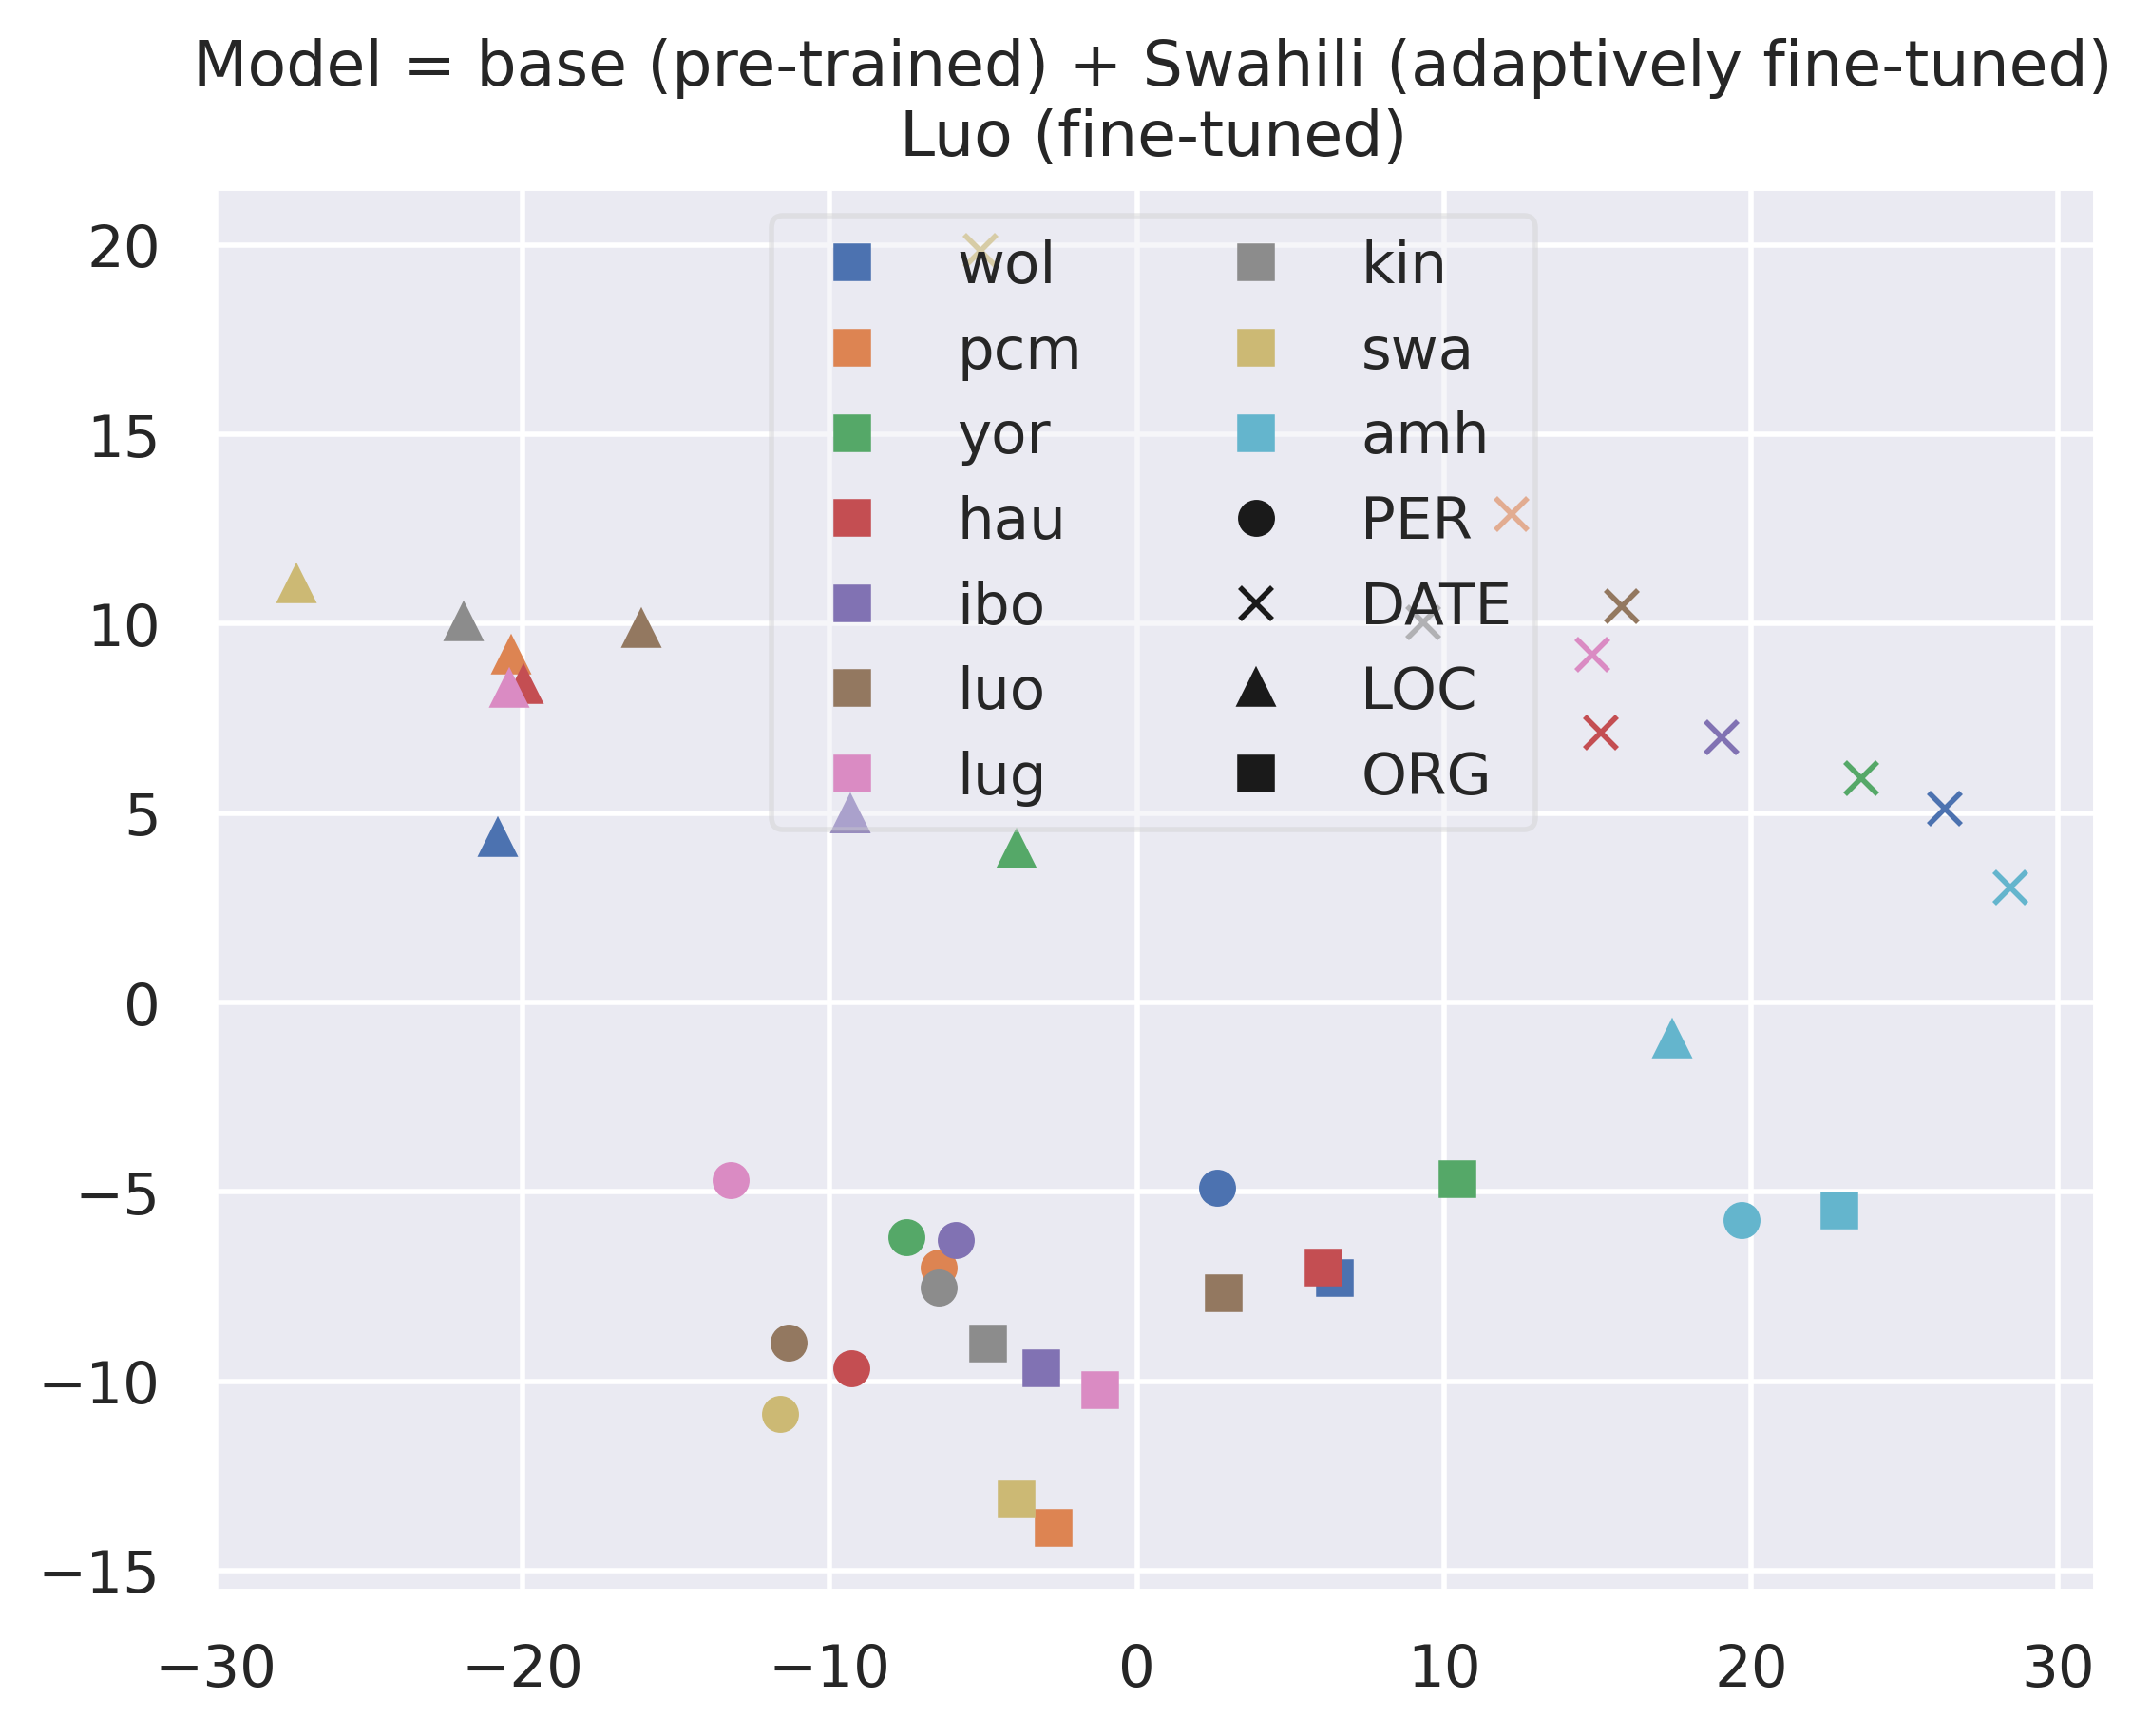 Model = base (pre-trained) + Swahili (adaptively fine-tuned)
Luo (fine-tuned)
20
15
10
5
0
−5
−10
−15
wol
pcm
yor
hau
ibo
luo
lug
kin
swa
amh
PER
DATE
LOC
ORG
−30 −20 −10 0 10 20 30